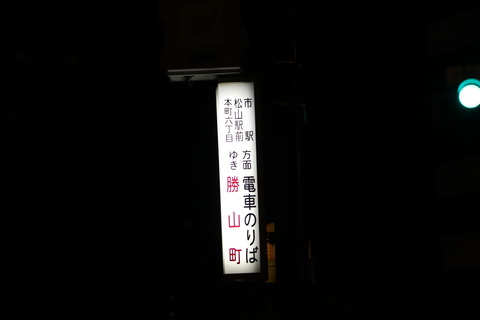 市駅方面電車のりば
松山駅前
本町六丁目
ゆき
勝山町